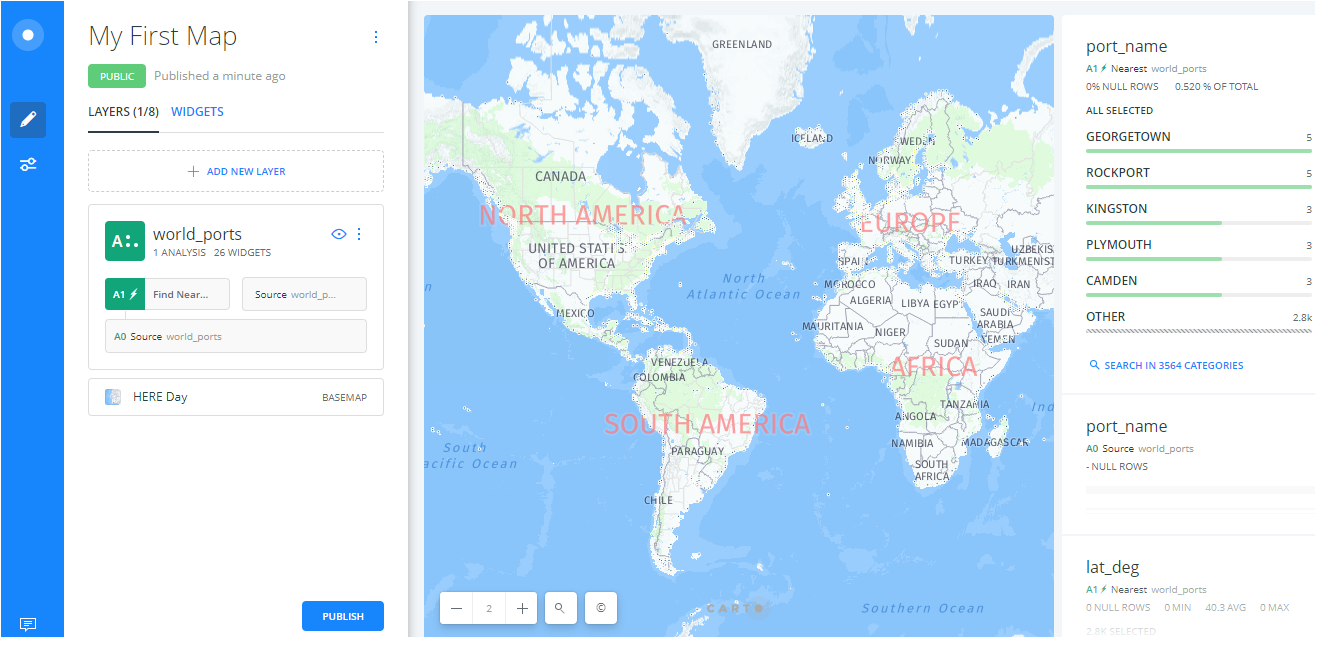 My First Map
PUBLIC Published a minute ago
LAYERS (1/8) WIDGETS
ADD NEW LAYER
A
world_ports
1 ANALYSIS 26 WIDGETS
A1 Find Near...
Source world_p...
A0 Source world_ports
HERE Day BASEMAP
PUBLISH
GREENLAND
ICELAND
WEDEN
NORWAY
CANADA
NORTH AMERICA
EUROPE
UNITED STATES
OF AMERICA
SPAIN
TURKEY
UZBEKIS
TURKMENIST
North
Atlantic Ocean
n
MOROCCO
ALGERIA
LIBYA
EGYP
IRAQ
IRAN
SAUDI
ARABIA
MEXICO
MAURITANIA
NIGER
SUDAN
YEMEN
VENEZUELA
COLOMBIA
AFRICA
SOUTH AMERICA
TANZANIA
ANGOLA
Ind
South
acific Ocean
PARAGUAY
NAMIBIA
MADAGASCAR
SOUTH
AFRICA
CHILE
2
©
CARTO
Southern Ocean
port_name
A1 Nearest world_ports
0% NULL ROWS 0.520 % OF TOTAL
ALL SELECTED
GEORGETOWN 5
ROCKPORT 5
KINGSTON 3
PLYMOUTH 3
CAMDEN 3
OTHER 2.8k
SEARCH IN 3564 CATEGORIES
port_name
A0 Source world_ports
- NULL ROWS
lat_deg
A1 Nearest world_ports
0 NULL ROWS 0 MIN 40.3 AVG 0 MAX
2.8K SELECTED